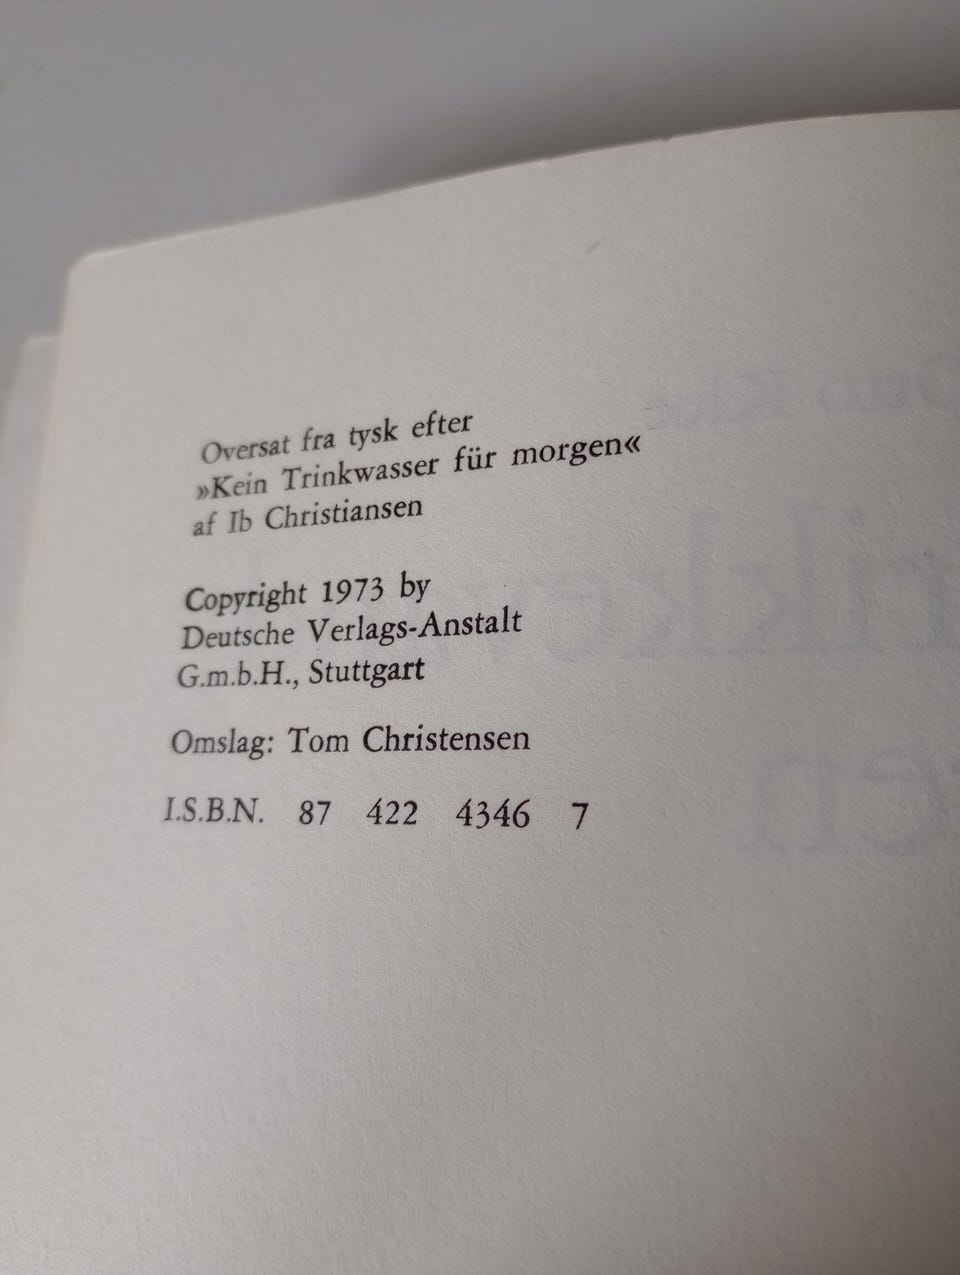 Oversat fra tysk efter
»Kein Trinkwasser für morgen«
af Ib Christiansen
Copyright 1973 by
Deutsche Verlags-Anstalt
G.m.b.H., Stuttgart
Omslag: Tom Christensen
I.S.B.N. 87 422 4346 7